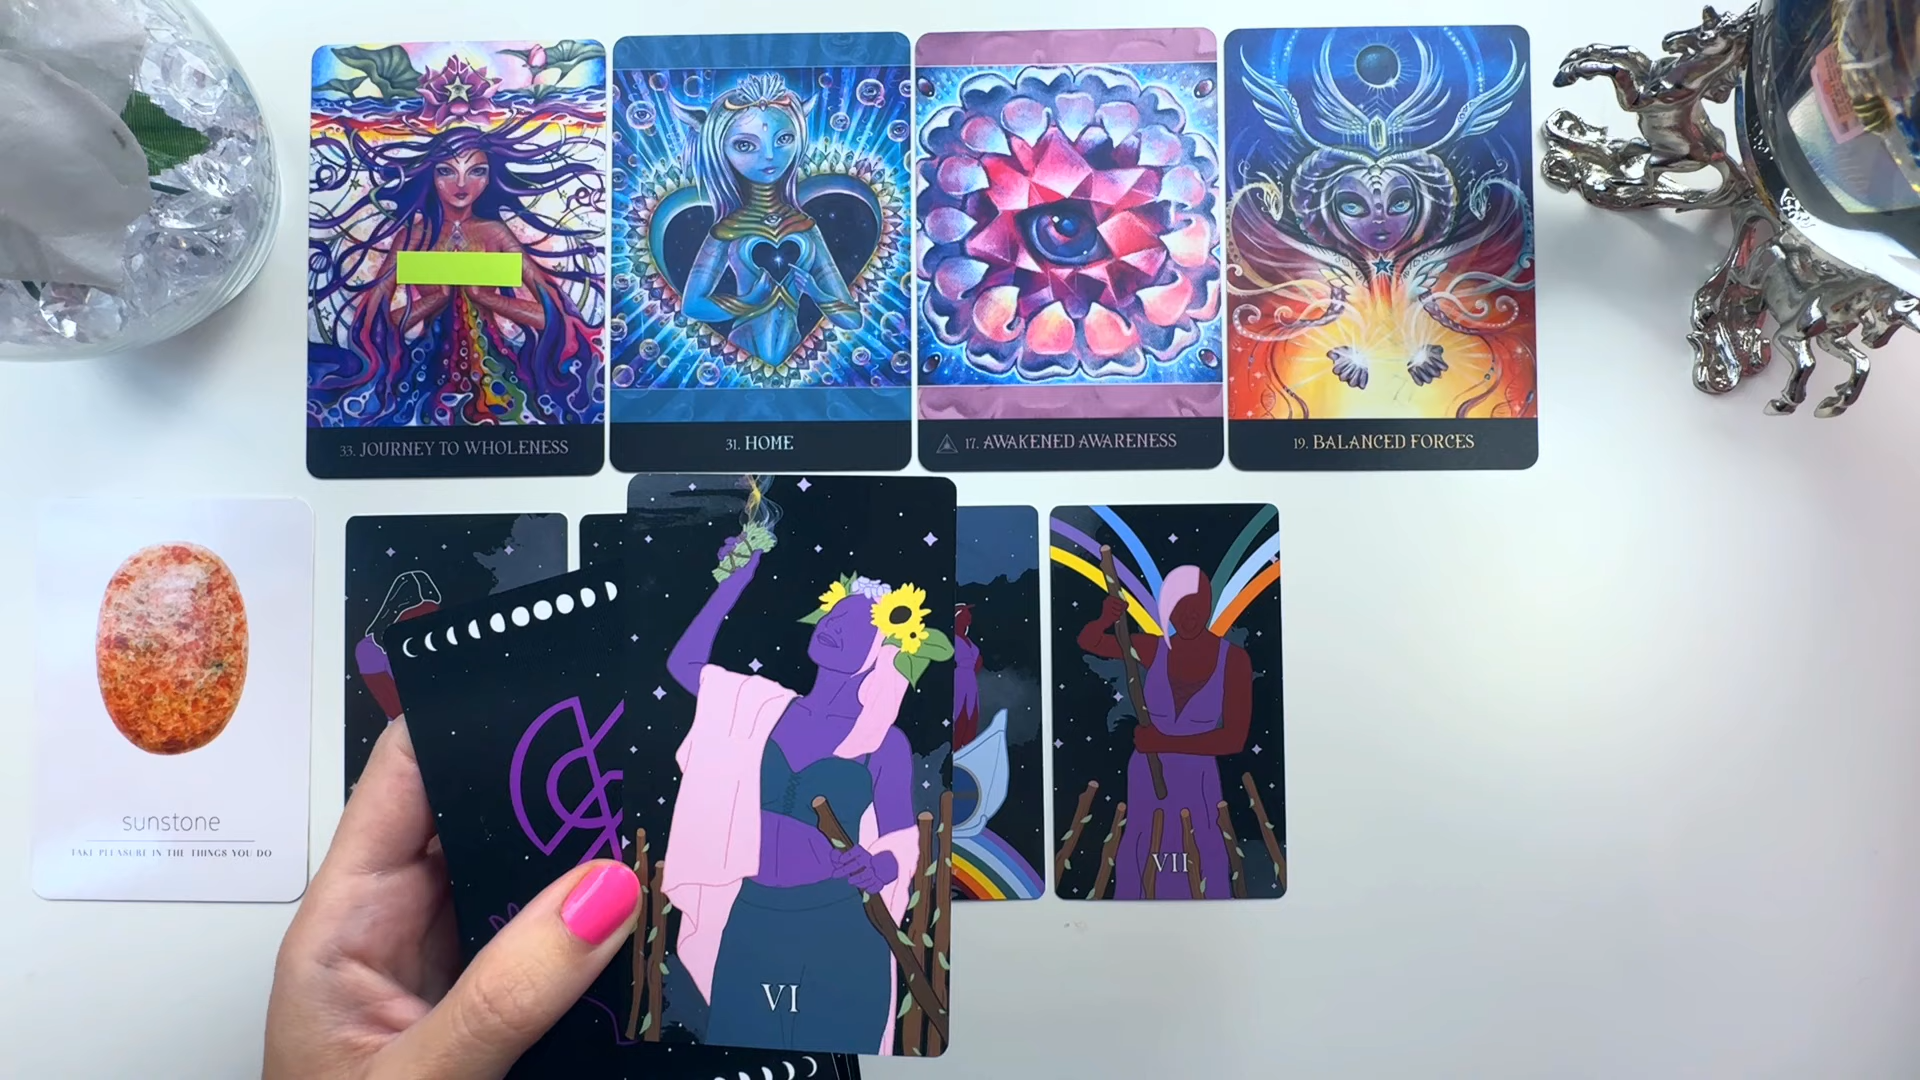 33. JOURNEY TO WHOLENESS
31. HOME
17. AWAKENED AWARENESS
19. BALANCED FORCES
sunstone
TAKE PLEASURE IN THE THINGS YOU DO
VI
VII